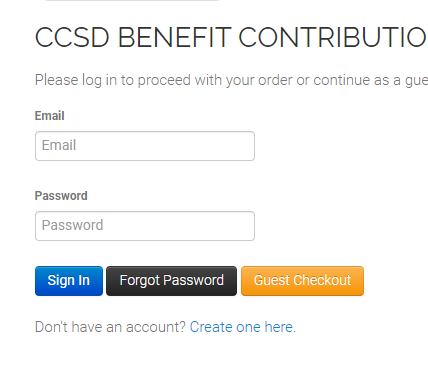 CCSD BENEFIT CONTRIBUTIO
Please log in to proceed with your order or continue as a gue
Email
Email
Password
Password
Sign In Forgot Password Guest Checkout
Don't have an account? Create one here.